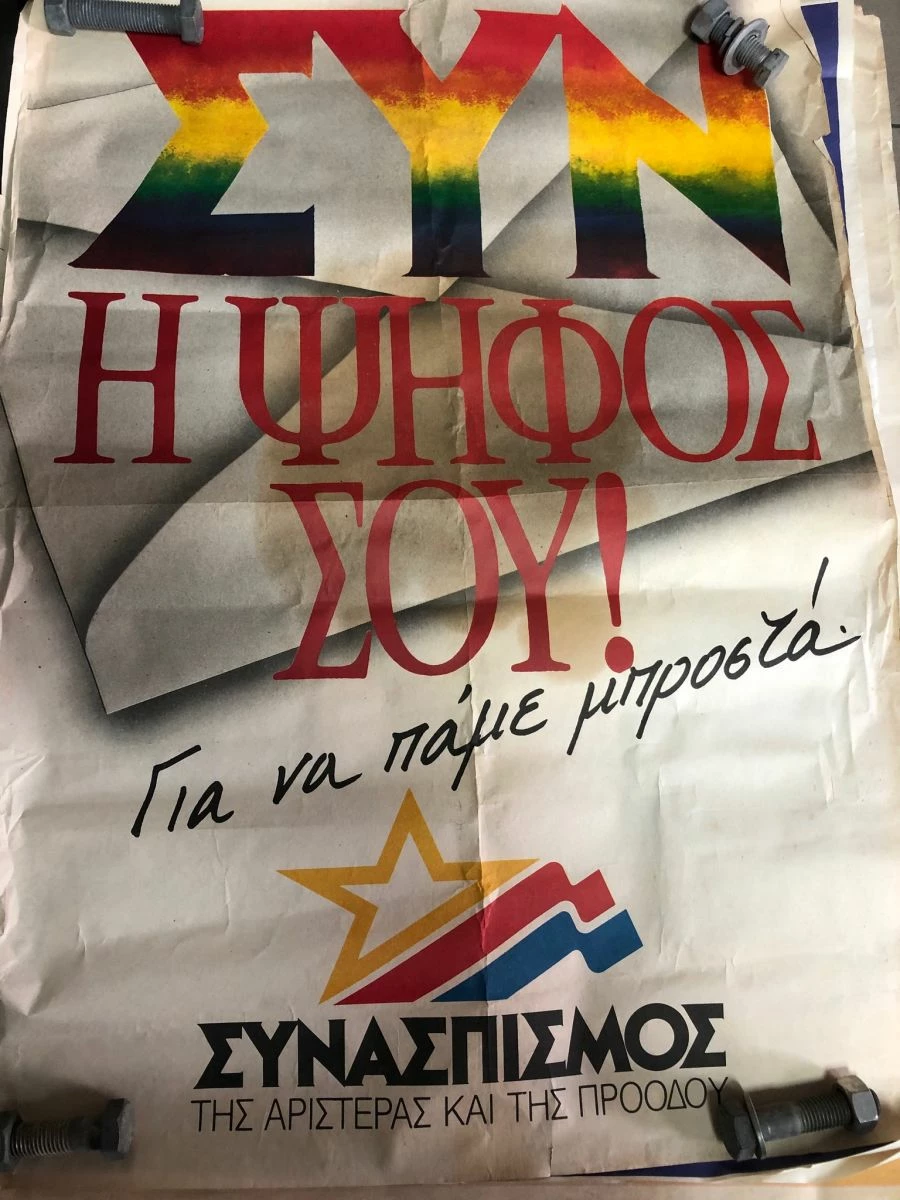 ΣΥΝ
Η ΨΗΦΟΣ
ΣΟΥ!
Για να πάμε μπροστά.
ΣΥΝΑΣΠΙΣΜΟΣ
ΤΗΣ ΑΡΙΣΤΕΡΑΣ ΚΑΙ ΤΗΣ ΠΡΟΟΔΟΥ